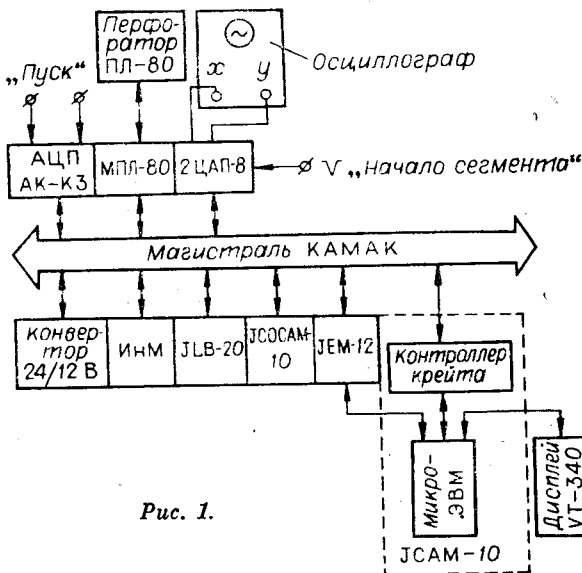 Перфо-
ратор
ПЛ-80
x y
Осциллограф
„Пуск“
АЦП
АК-К3
МПЛ-80
2 ЦАП-8
V „начало сегмента“
Магистраль КАМАК
конвер-
тор
24/12 В
ИнМ
JLB-20
JCOCAM-
10
JEM-12
контроллер
крейта
Микро-
ЭВМ
Дисплей
VT-340
JCAM-10
Рис. 1.